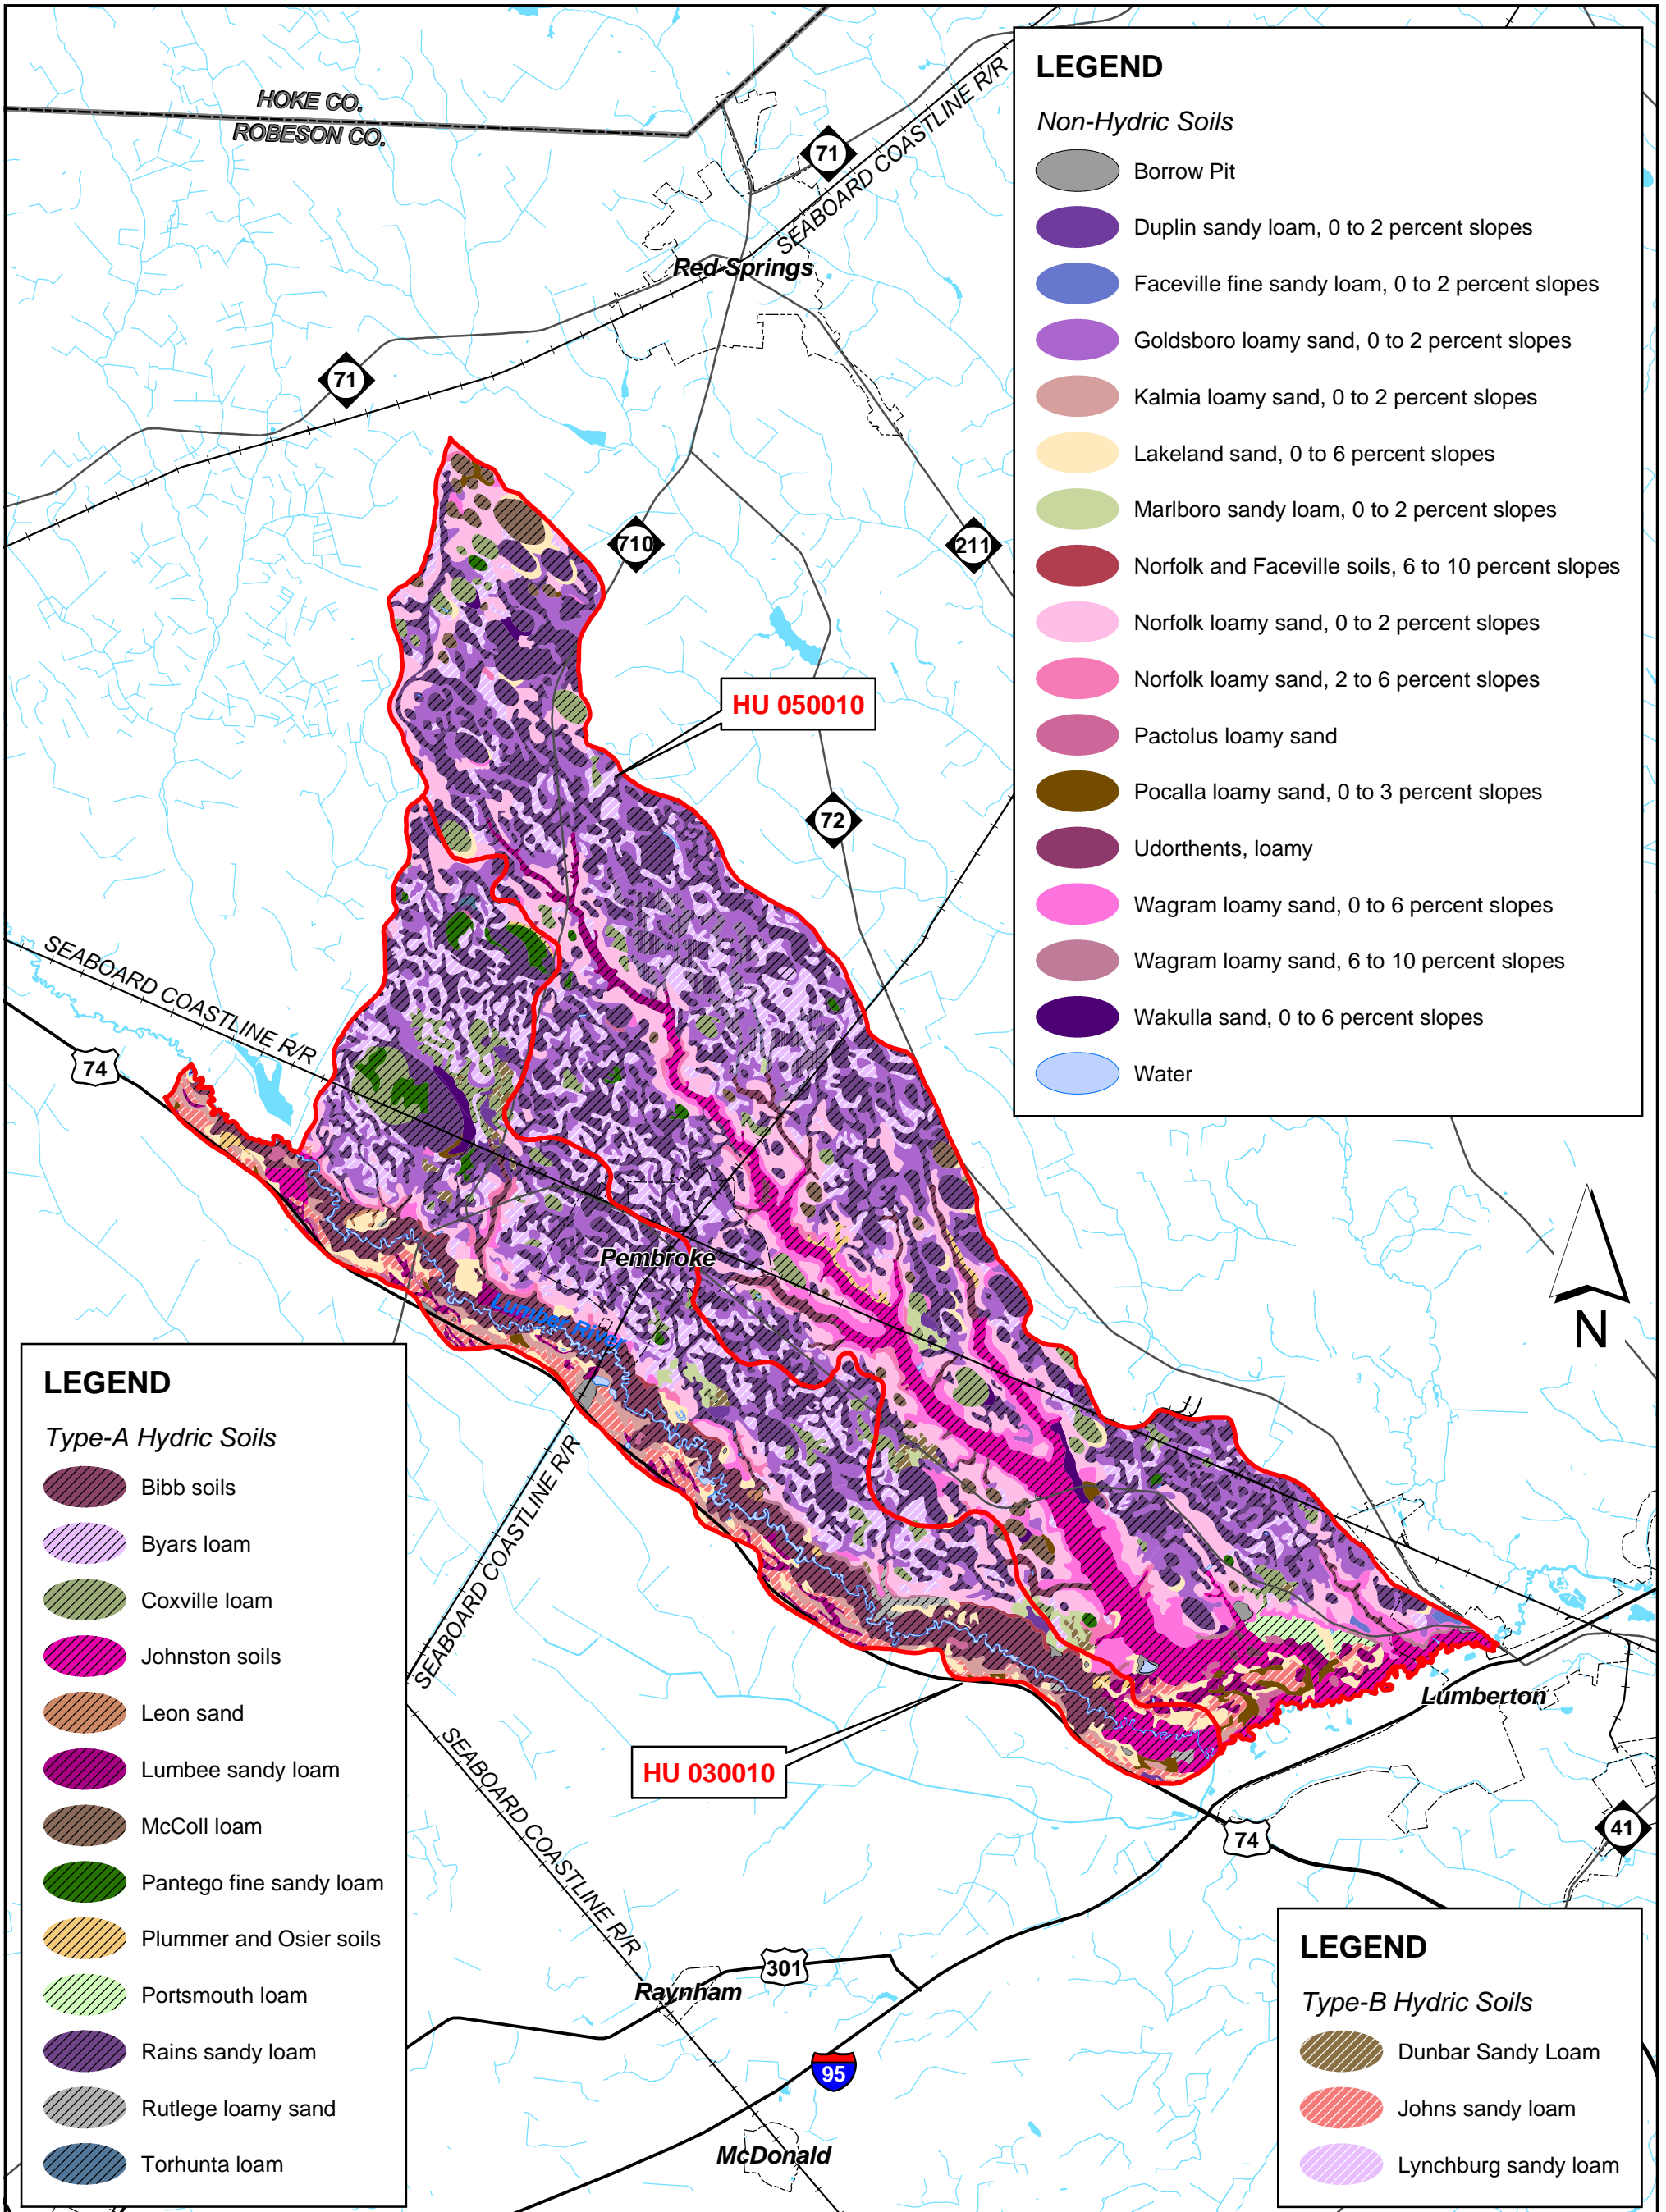 HOKE CO.
ROBESON CO.
71
SEABOARD COASTLINE R/R
Red Springs
71
710
211
HU 050010
72
SEABOARD COASTLINE R/R
74
Pembroke
Lumber River
SEABOARD COASTLINE R/R
HU 030010
Lumberton
SEABOARD COASTLINE R/R
74
41
301
Raynham
95
McDonald
N
LEGEND
Non-Hydric Soils
Borrow Pit
Duplin sandy loam, 0 to 2 percent slopes
Faceville fine sandy loam, 0 to 2 percent slopes
Goldsboro loamy sand, 0 to 2 percent slopes
Kalmia loamy sand, 0 to 2 percent slopes
Lakeland sand, 0 to 6 percent slopes
Marlboro sandy loam, 0 to 2 percent slopes
Norfolk and Faceville soils, 6 to 10 percent slopes
Norfolk loamy sand, 0 to 2 percent slopes
Norfolk loamy sand, 2 to 6 percent slopes
Pactolus loamy sand
Pocalla loamy sand, 0 to 3 percent slopes
Udorthents, loamy
Wagram loamy sand, 0 to 6 percent slopes
Wagram loamy sand, 6 to 10 percent slopes
Wakulla sand, 0 to 6 percent slopes
Water
LEGEND
Type-A Hydric Soils
Bibb soils
Byars loam
Coxville loam
Johnston soils
Leon sand
Lumbee sandy loam
McColl loam
Pantego fine sandy loam
Plummer and Osier soils
Portsmouth loam
Rains sandy loam
Rutlege loamy sand
Torhunta loam
LEGEND
Type-B Hydric Soils
Dunbar Sandy Loam
Johns sandy loam
Lynchburg sandy loam